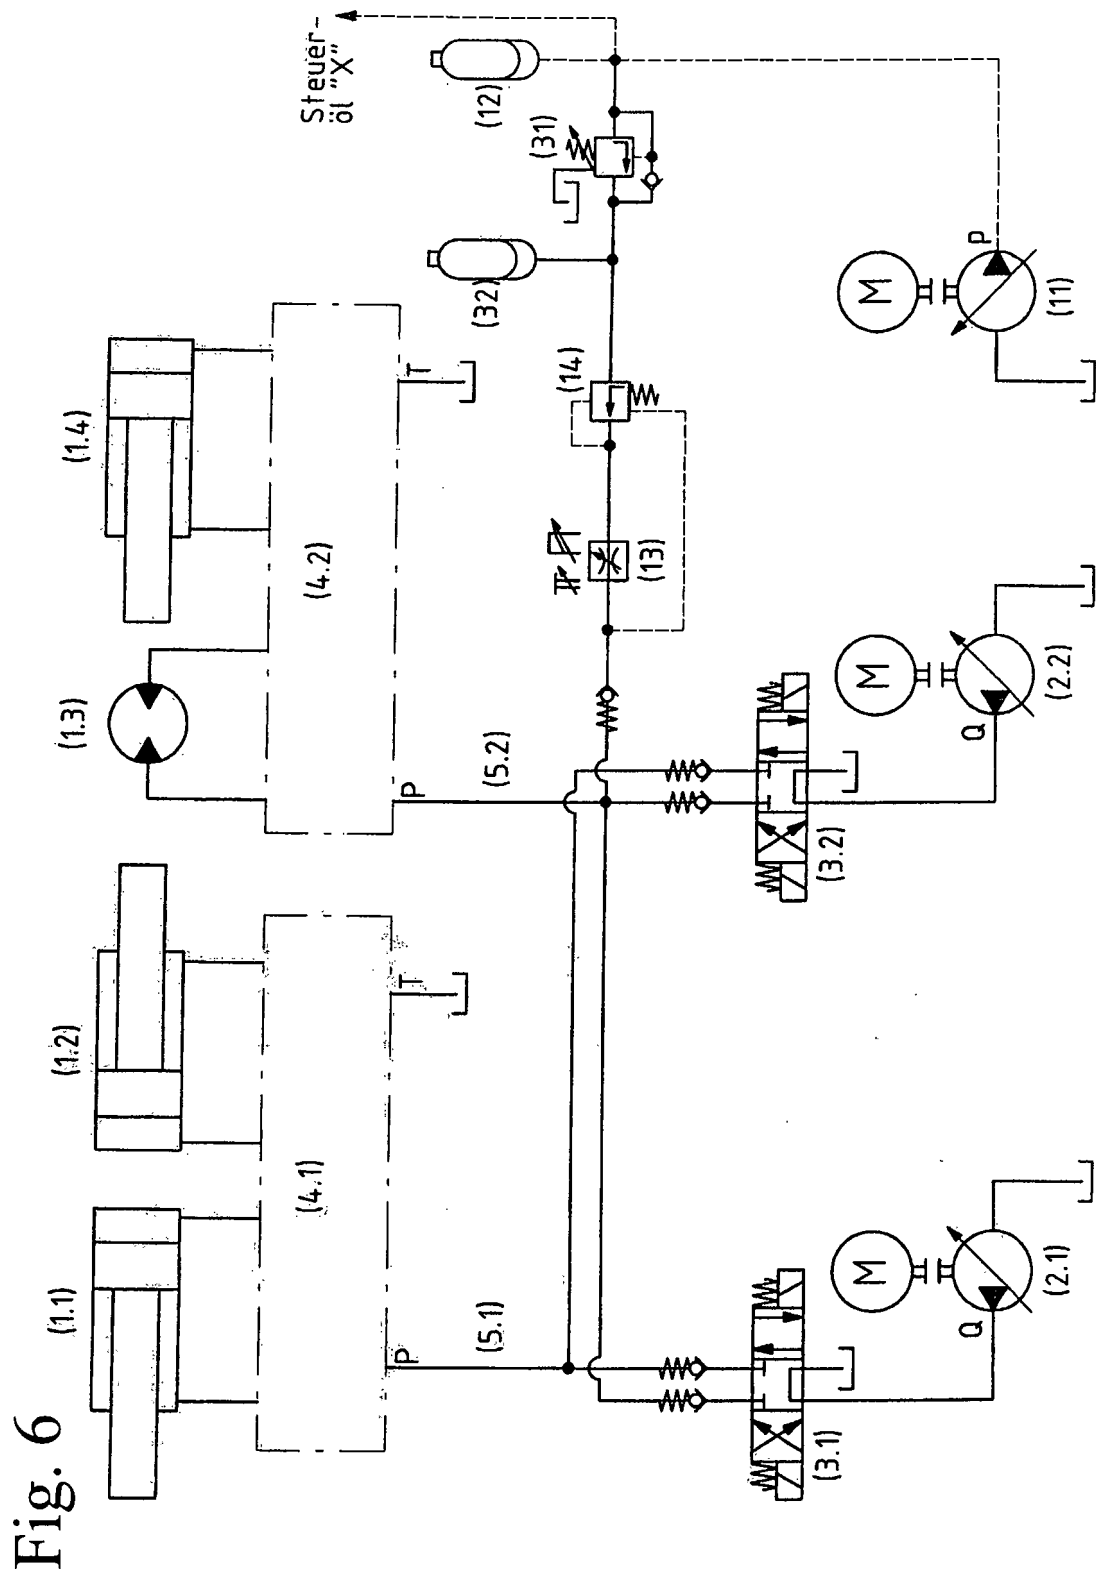 Fig. 6
(1.1)
(1.2)
(1.3)
(1.4)
(4.1)
(4.2)
P
T
P
T
(5.1)
(5.2)
Steuer-
öl "X"
(12)
(32)
(31)
(14)
(13)
(3.1)
(3.2)
M
M
M
Q
Q
P
(2.1)
(2.2)
(11)